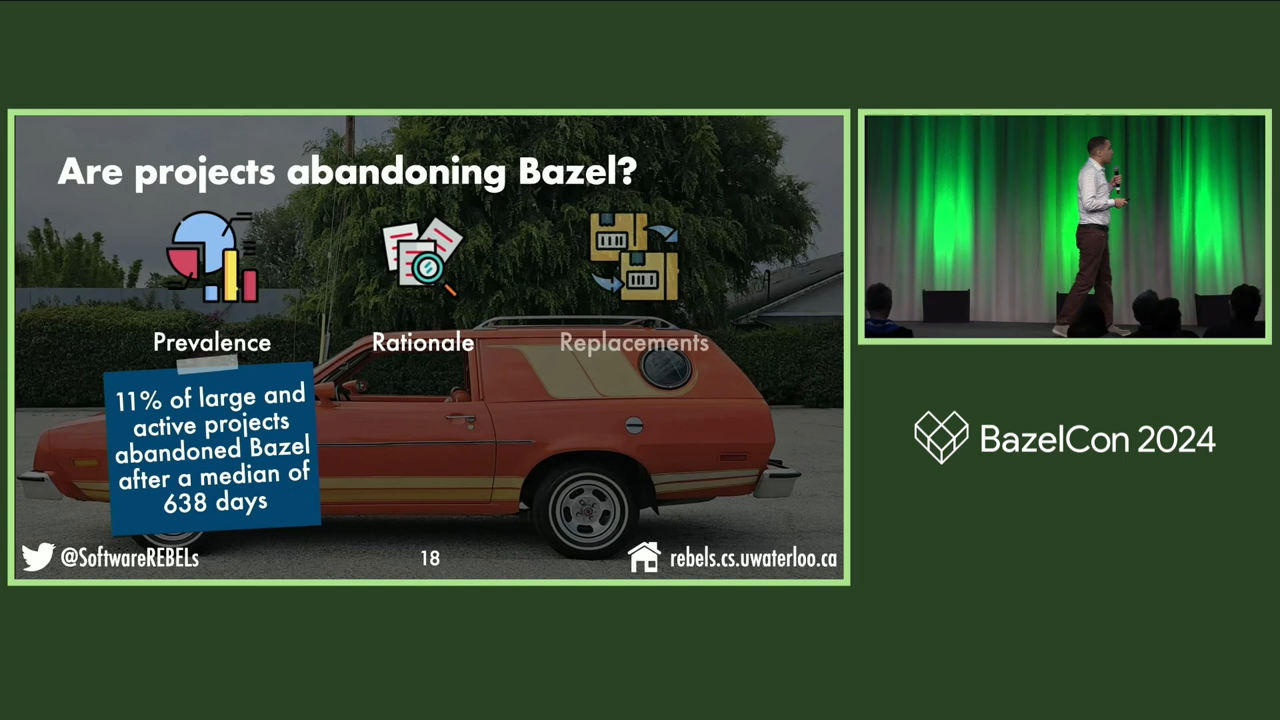 Are projects abandoning Bazel?
Prevalence
Rationale
Replacements
11% of large and
active projects
abandoned Bazel
after a median of
638 days
@SoftwareREBELs
18
rebels.cs.uwaterloo.ca
BazelCon 2024